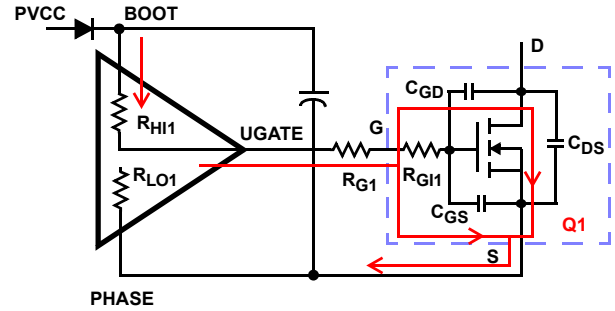 PVCC
BOOT
D
CGD
RHI1
UGATE
G
CDS
RLO1
RG1
RGI1
CGS
Q1
S
PHASE